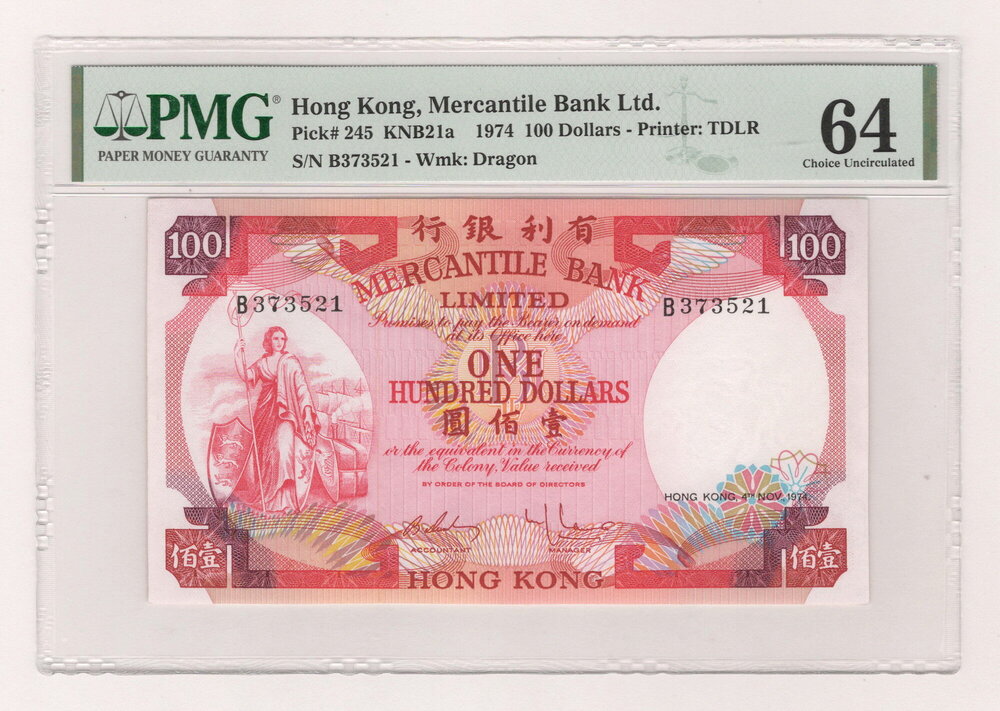 PMG®
PAPER MONEY GUARANTY
Hong Kong, Mercantile Bank Ltd.
Pick# 245 KNB21a 1974 100 Dollars - Printer: TDLR
S/N B373521 - Wmk: Dragon
64
Choice Uncirculated
100
行銀利有
100
MERCANTILE BANK
LIMITED
B373521
B373521
Promises to pay the Bearer on demand
at its Office here
ONE
HUNDRED DOLLARS
圓佰壹
or the equivalent in the Currency of
the Colony, Value received
BY ORDER OF THE BOARD OF DIRECTORS
HONG KONG, 4TH NOV. 1974.
ACCOUNTANT
MANAGER
佰壹
HONG KONG
佰壹